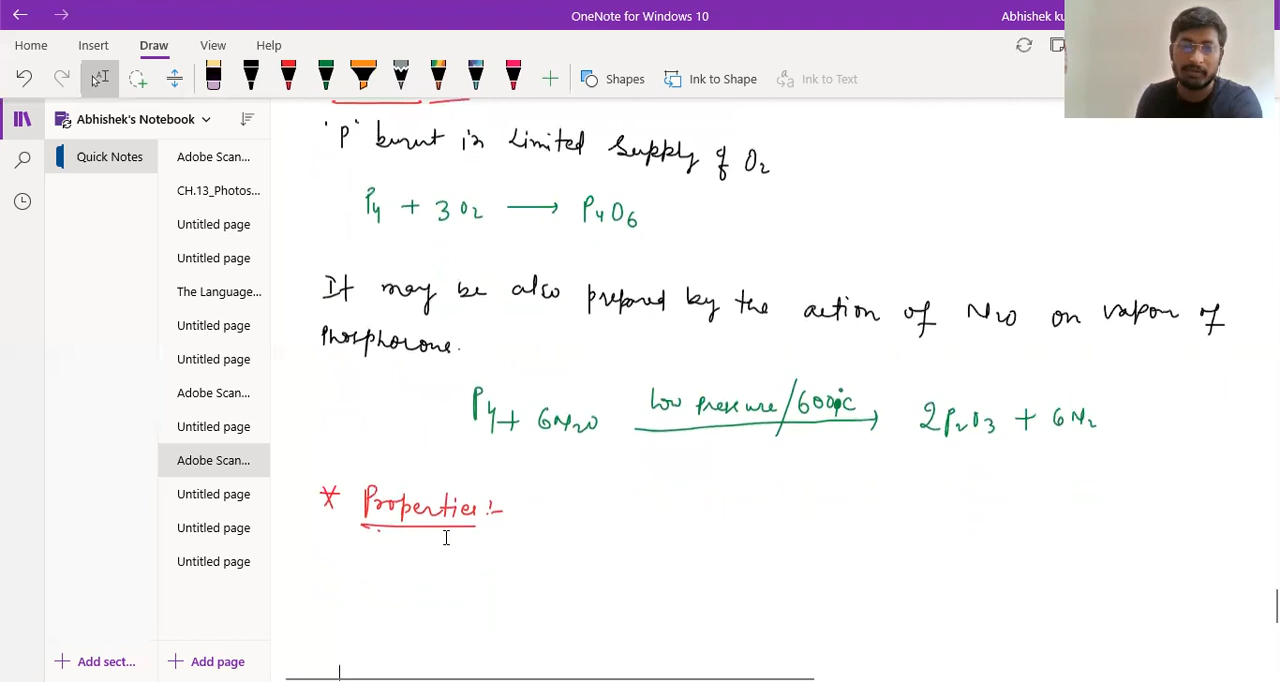 OneNote for Windows 10
Abhishek ku
Home Insert Draw View Help
Shapes Ink to Shape Ink to Text
Abhishek's Notebook
Quick Notes
Adobe Scan...
CH.13_Photos...
Untitled page
Untitled page
The Language...
Untitled page
Untitled page
Adobe Scan...
Untitled page
Adobe Scan...
Untitled page
Untitled page
Untitled page
Add sect...
Add page
'P' burnt in Limited Supply of O2
P4 + 3O2 → P4O6
It may be also prepared by the action of N2O on vapour of
Phosphorous.
P4 + 6N2O Low pressure/600°C → 2P2O3 + 6N2
* Properties :-